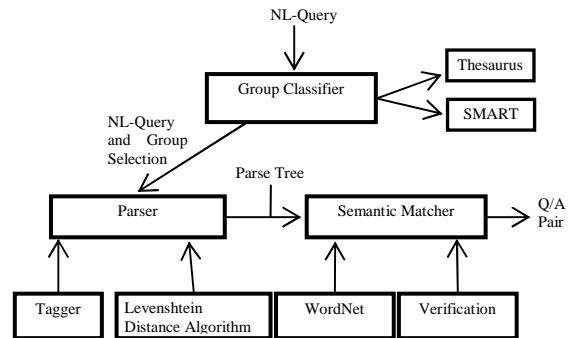 NL-Query
Thesaurus
Group Classifier
SMART
NL-Query
and Group
Selection
Parse Tree
Parser
Semantic Matcher
Q/A
Pair
Tagger
Levenshtein
Distance Algorithm
WordNet
Verification